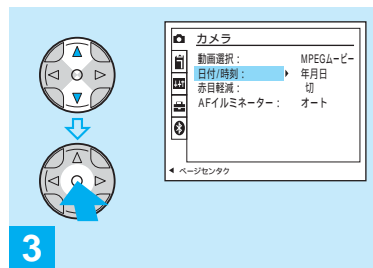 カメラ
動画選択： MPEGムービー
日付/時刻： 年月日
赤目軽減： 切
AFイルミネーター： オート
ページセンタク
3